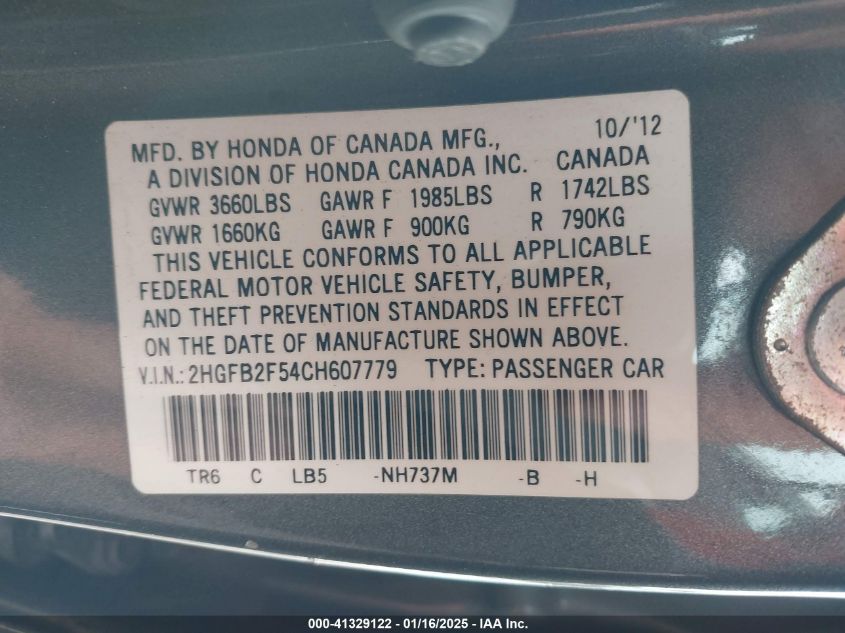 10/'12
MFD. BY HONDA OF CANADA MFG.,
A DIVISION OF HONDA CANADA INC. CANADA
GVWR 3660LBS GAWR F 1985LBS R 1742LBS
GVWR 1660KG GAWR F 900KG R 790KG
THIS VEHICLE CONFORMS TO ALL APPLICABLE
FEDERAL MOTOR VEHICLE SAFETY, BUMPER,
AND THEFT PREVENTION STANDARDS IN EFFECT
ON THE DATE OF MANUFACTURE SHOWN ABOVE.
V.I.N.: 2HGFB2F54CH607779 TYPE: PASSENGER CAR
TR6 C LB5 -NH737M -B -H
000-41329122 - 01/16/2025 - IAA Inc.